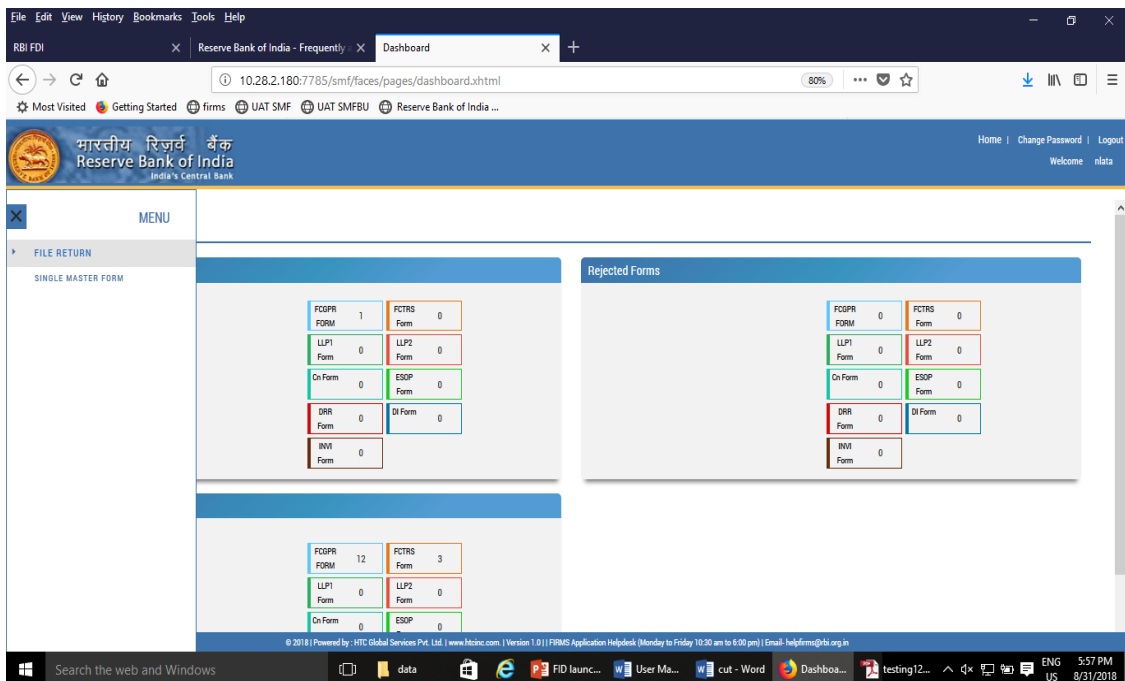 File Edit View History Bookmarks Tools Help
RBI FDI Reserve Bank of India - Frequently a Dashboard
10.28.2.180:7785/smf/faces/pages/dashboard.xhtml 80%
Most Visited Getting Started firms UAT SMF UAT SMFBU Reserve Bank of India ...
भारतीय रिज़र्व बैंक
Reserve Bank of India
India's Central Bank
Home | Change Password | Logout
Welcome nlata
MENU
FILE RETURN
SINGLE MASTER FORM
Rejected Forms
FCGPR FORM 1 FCTRS Form 0
LLP1 Form 0 LLP2 Form 0
Cn Form 0 ESOP Form 0
DRR Form 0 DI Form 0
INVI Form 0
FCGPR FORM 0 FCTRS Form 0
LLP1 Form 0 LLP2 Form 0
Cn Form 0 ESOP Form 0
DRR Form 0 DI Form 0
INVI Form 0
FCGPR FORM 12 FCTRS Form 3
LLP1 Form 0 LLP2 Form 0
Cn Form 0 ESOP 0
© 2018 | Powered by : HTC Global Services Pvt. Ltd. | www.htcinc.com. | Version 1.0 | | FIRMS Application Helpdesk (Monday to Friday 10:30 am to 6:00 pm) | Email- helpfirms@rbi.org.in
Search the web and Windows data FID launc... User Ma... cut - Word Dashboa... testing12... ENG 5:57 PM
US 8/31/2018